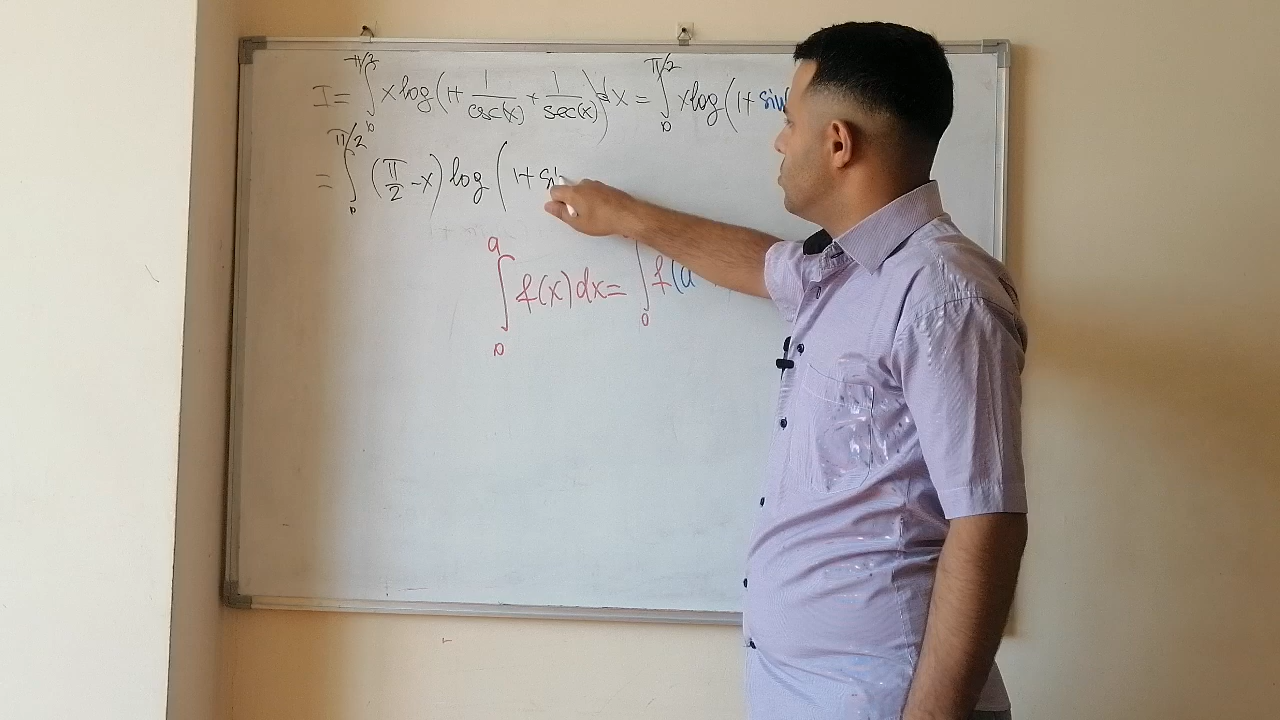 I = ∫₀^(π/2) x log(1 + 1/csc(x) + 1/sec(x)) dx = ∫₀^(π/2) x log(1 + sin
= ∫₀^(π/2) (π/2 - x) log (1 + si
∫₀^a f(x) dx = ∫₀ f(a